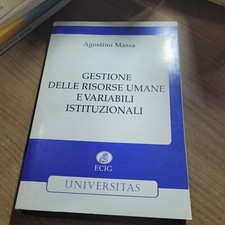 Agostino Massa
GESTIONE
DELLE RISORSE UMANE
E VARIABILI
ISTITUZIONALI
ECIG
UNIVERSITAS